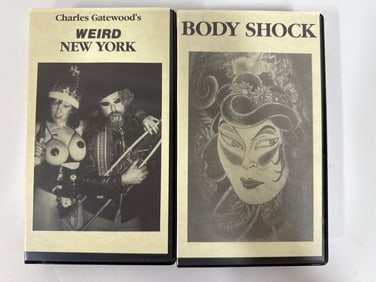 Charles Gatewood's
WEIRD
NEW YORK
BODY SHOCK